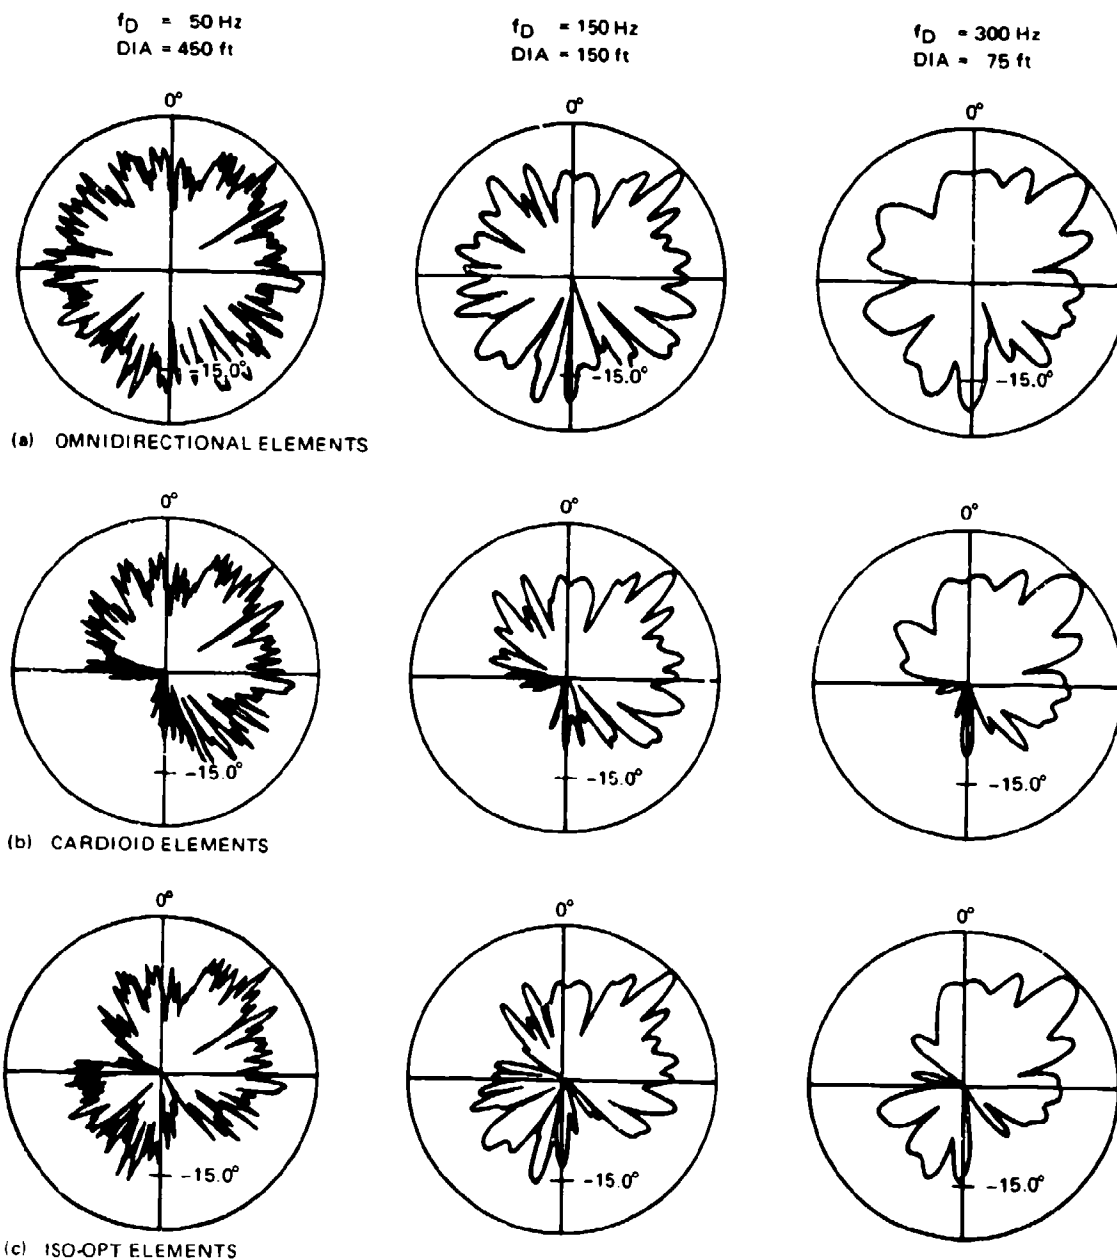 f_D = 50 Hz
DIA = 450 ft
f_D = 150 Hz
DIA = 150 ft
f_D = 300 Hz
DIA = 75 ft
0°
0°
0°
-15.0°
-15.0°
-15.0°
(a) OMNIDIRECTIONAL ELEMENTS
0°
0°
0°
-15.0°
-15.0°
-15.0°
(b) CARDIOID ELEMENTS
0°
0°
0°
-15.0°
-15.0°
-15.0°
(c) ISO-OPT ELEMENTS